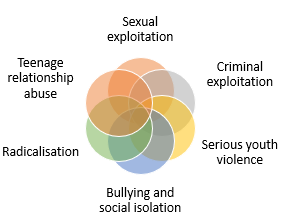 Sexual
exploitation
Teenage
relationship
abuse
Criminal
exploitation
Radicalisation
Serious youth
violence
Bullying and
social isolation